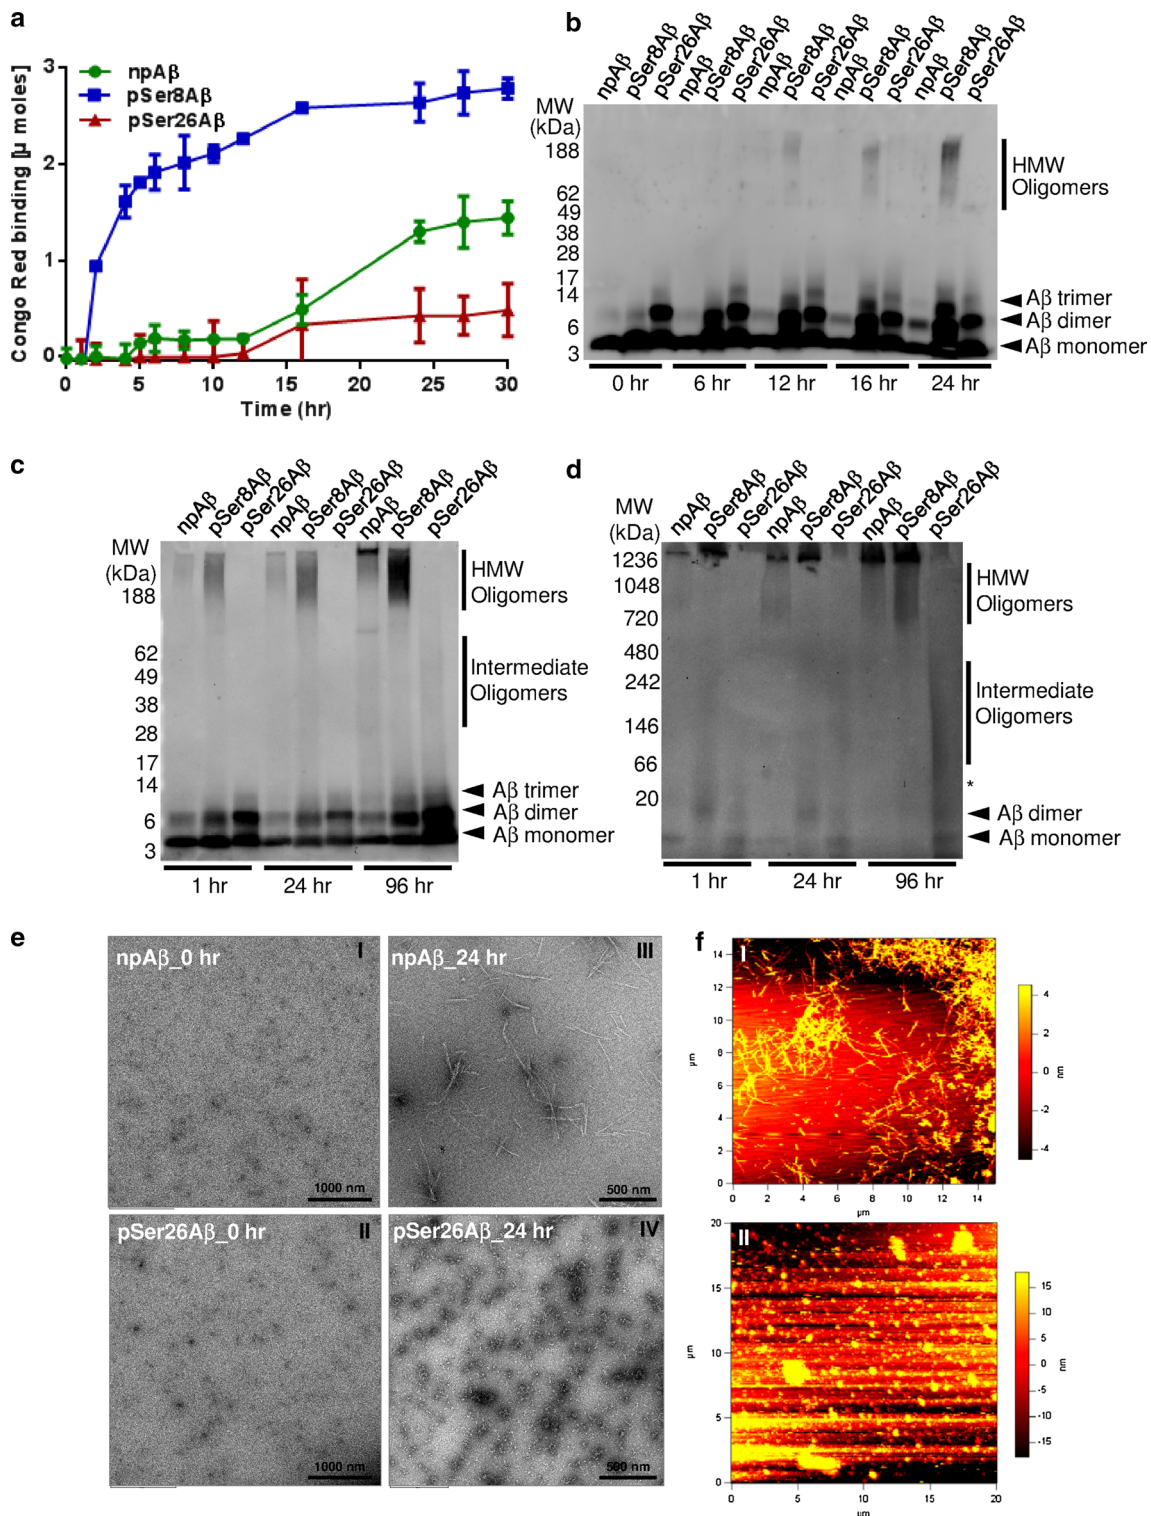 a
Congo Red binding [µ moles]
3
2
1
0
npAβ
pSer8Aβ
pSer26Aβ
0 5 10 15 20 25 30
Time (hr)
b
npAβ pSer8Aβ pSer26Aβ npAβ pSer8Aβ pSer26Aβ npAβ pSer8Aβ pSer26Aβ npAβ pSer8Aβ pSer26Aβ npAβ pSer8Aβ pSer26Aβ
MW
(kDa)
188
62
49
38
28
17
14
6
3
HMW
Oligomers
Aβ trimer
Aβ dimer
Aβ monomer
0 hr 6 hr 12 hr 16 hr 24 hr
c
npAβ pSer8Aβ pSer26Aβ npAβ pSer8Aβ pSer26Aβ npAβ pSer8Aβ pSer26Aβ
MW
(kDa)
188
62
49
38
28
17
14
6
3
HMW
Oligomers
Intermediate
Oligomers
Aβ trimer
Aβ dimer
Aβ monomer
1 hr 24 hr 96 hr
d
npAβ pSer8Aβ pSer26Aβ npAβ pSer8Aβ pSer26Aβ npAβ pSer8Aβ pSer26Aβ
MW
(kDa)
1236
1048
720
480
242
146
66
20
HMW
Oligomers
Intermediate
Oligomers
*
Aβ dimer
Aβ monomer
1 hr 24 hr 96 hr
e
npAβ_0 hr I
1000 nm
npAβ_24 hr III
500 nm
pSer26Aβ_0 hr II
1000 nm
pSer26Aβ_24 hr IV
500 nm
f
I
14
12
10
8
6
4
2
0
µm
0 2 4 6 8 10 12 14
µm
4
2
0
-2
-4
nm
II
20
15
10
5
0
µm
0 5 10 15 20
µm
15
10
5
0
-5
-10
-15
nm